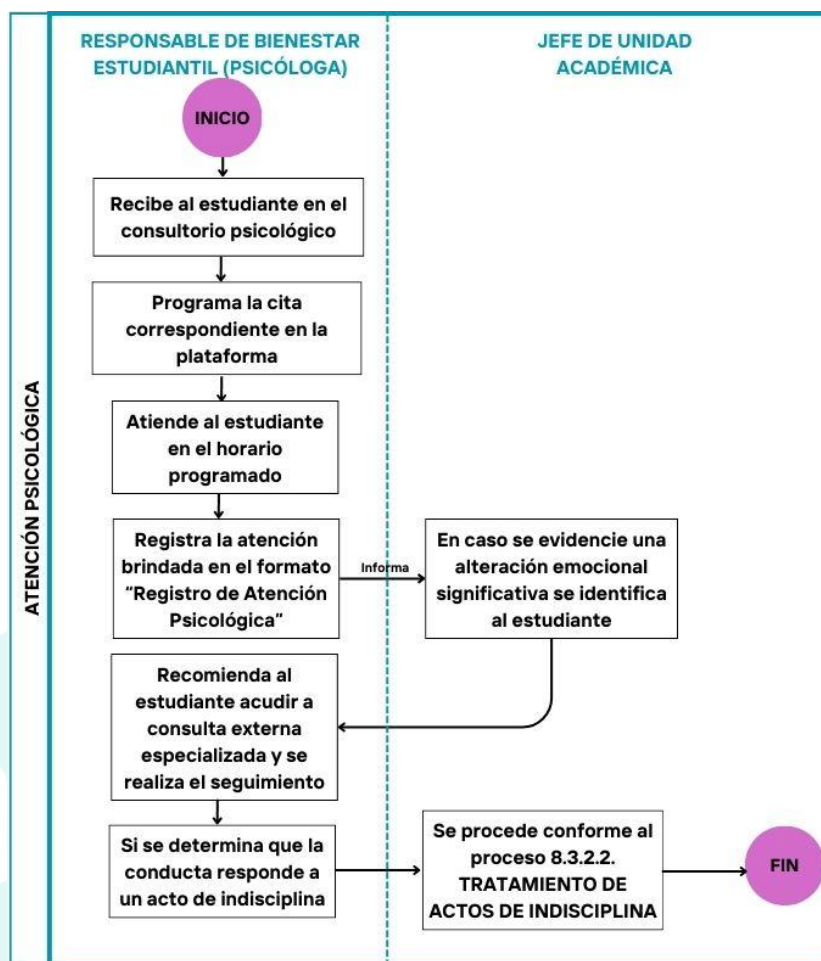 RESPONSABLE DE BIENESTAR
ESTUDIANTIL (PSICÓLOGA)
JEFE DE UNIDAD
ACADÉMICA
ATENCIÓN PSICOLÓGICA
INICIO
Recibe al estudiante en el
consultorio psicológico
Programa la cita
correspondiente en la
plataforma
Atiende al estudiante
en el horario
programado
Registra la atención
brindada en el formato
“Registro de Atención
Psicológica”
Informa
En caso se evidencie una
alteración emocional
significativa se identifica
al estudiante
Recomienda al
estudiante acudir a
consulta externa
especializada y se
realiza el seguimiento
Si se determina que la
conducta responde a
un acto de indisciplina
Se procede conforme al
proceso 8.3.2.2.
TRATAMIENTO DE
ACTOS DE INDISCIPLINA
FIN